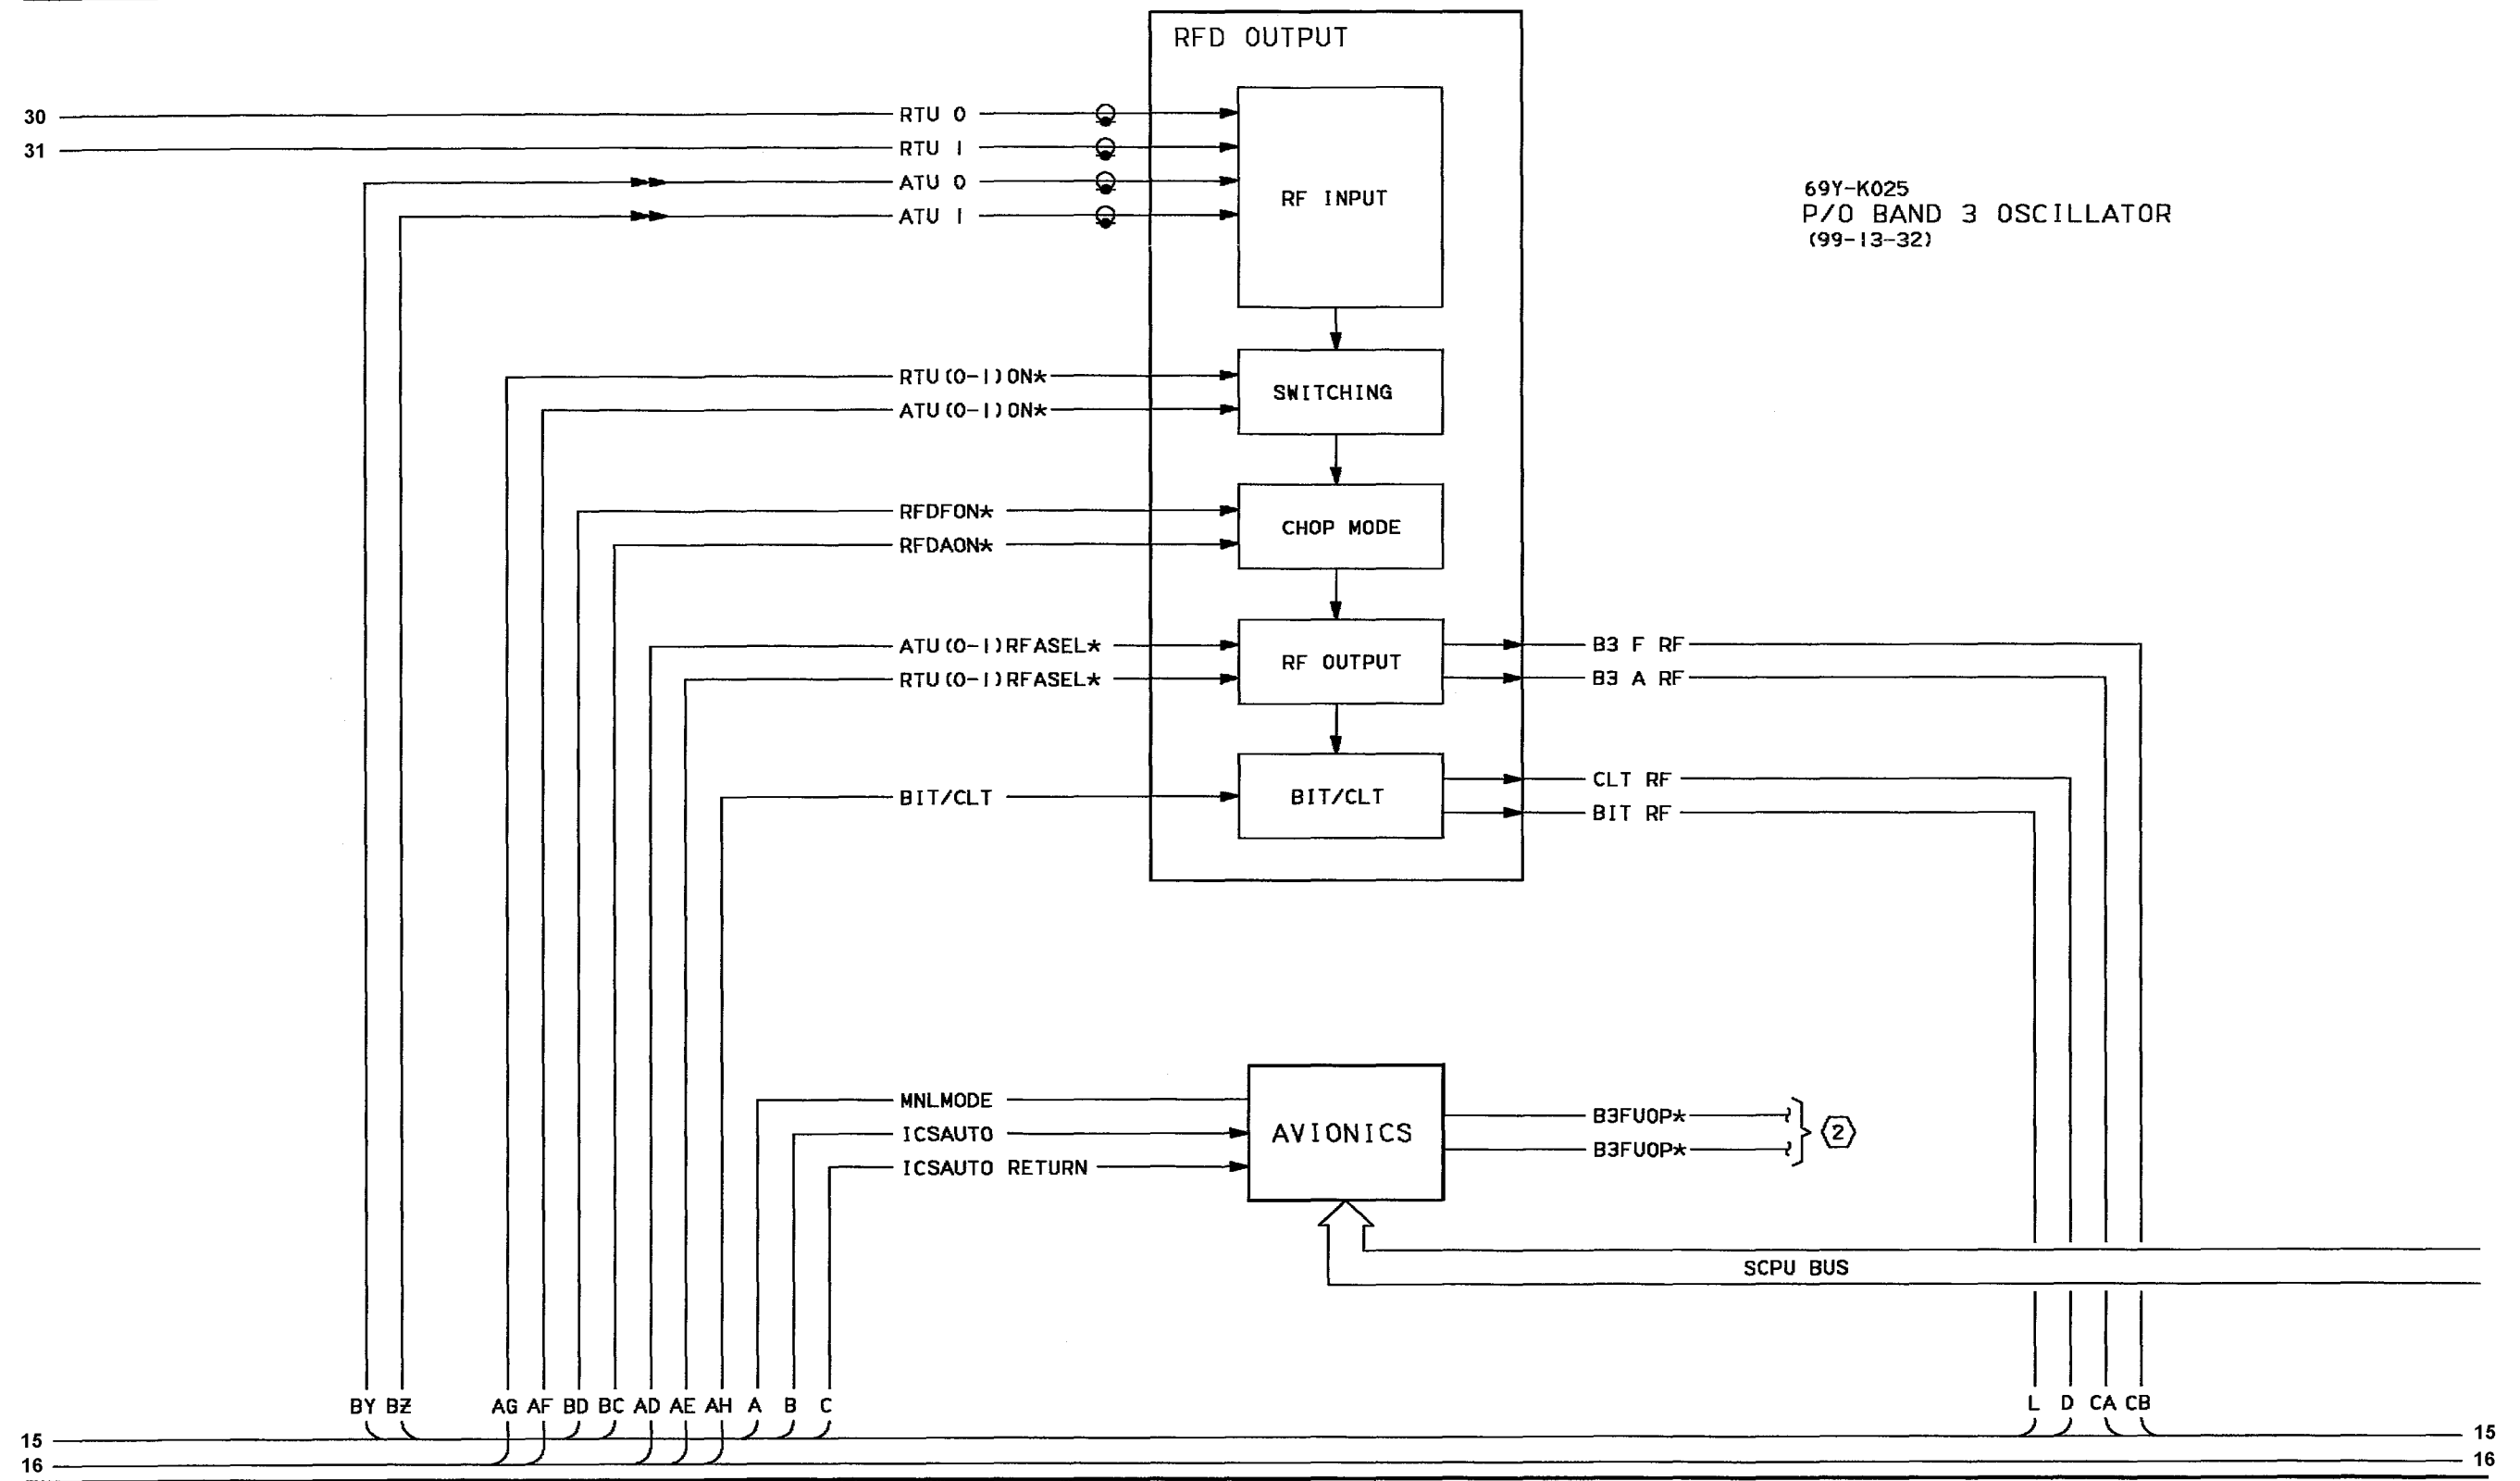 RFD OUTPUT
30 RTU 0
31 RTU 1
ATU 0
ATU 1
RF INPUT
69Y-K025
P/O BAND 3 OSCILLATOR
(99-13-32)
RTU(0-1)ON*
ATU(0-1)ON*
SWITCHING
RFDFON*
RFDAON*
CHOP MODE
ATU(0-1)RFASEL*
RTU(0-1)RFASEL*
RF OUTPUT
B3 F RF
B3 A RF
BIT/CLT
BIT/CLT
CLT RF
BIT RF
MNLMODE
ICSAUTO
ICSAUTO RETURN
AVIONICS
B3FUOP*
B3FUOP*
2
SCPU BUS
BY BZ AG AF BD BC AD AE AH A B C L D CA CB
15 15
16 16